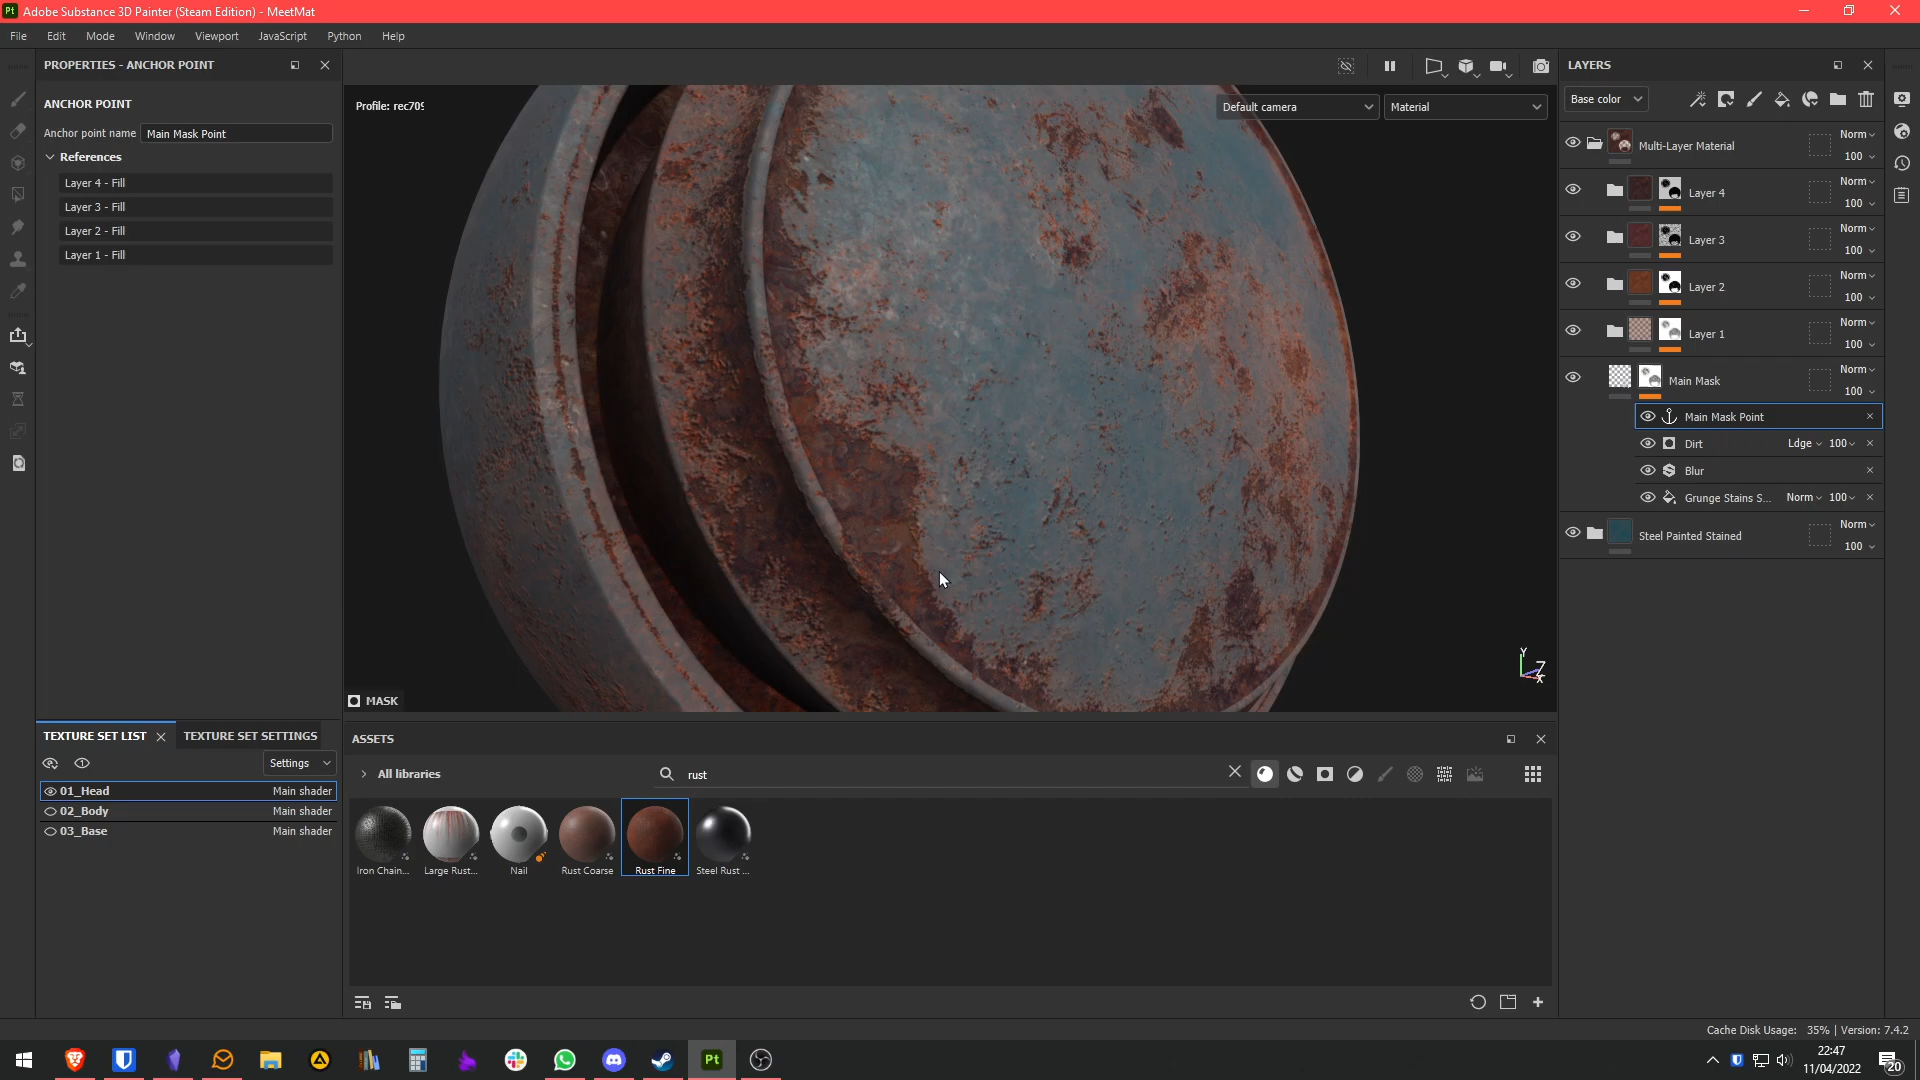 Pt Adobe Substance 3D Painter (Steam Edition) - MeetMat
File Edit Mode Window Viewport JavaScript Python Help
PROPERTIES - ANCHOR POINT
ANCHOR POINT
Anchor point name Main Mask Point
References
Layer 4 - Fill
Layer 3 - Fill
Layer 2 - Fill
Layer 1 - Fill
Profile: rec709
Default camera
Material
Y
Z
X
MASK
TEXTURE SET LIST
TEXTURE SET SETTINGS
Settings
01_Head Main shader
02_Body Main shader
03_Base Main shader
ASSETS
All libraries
rust
Iron Chain...
Large Rust...
Nail
Rust Coarse
Rust Fine
Steel Rust ...
LAYERS
Base color
Multi-Layer Material Norm 100
Layer 4 Norm 100
Layer 3 Norm 100
Layer 2 Norm 100
Layer 1 Norm 100
Main Mask Norm 100
Main Mask Point
Dirt Ldge 100
Blur
Grunge Stains S... Norm 100
Steel Painted Stained Norm 100
Cache Disk Usage: 35% | Version: 7.4.2
Pt
22:47
11/04/2022
20